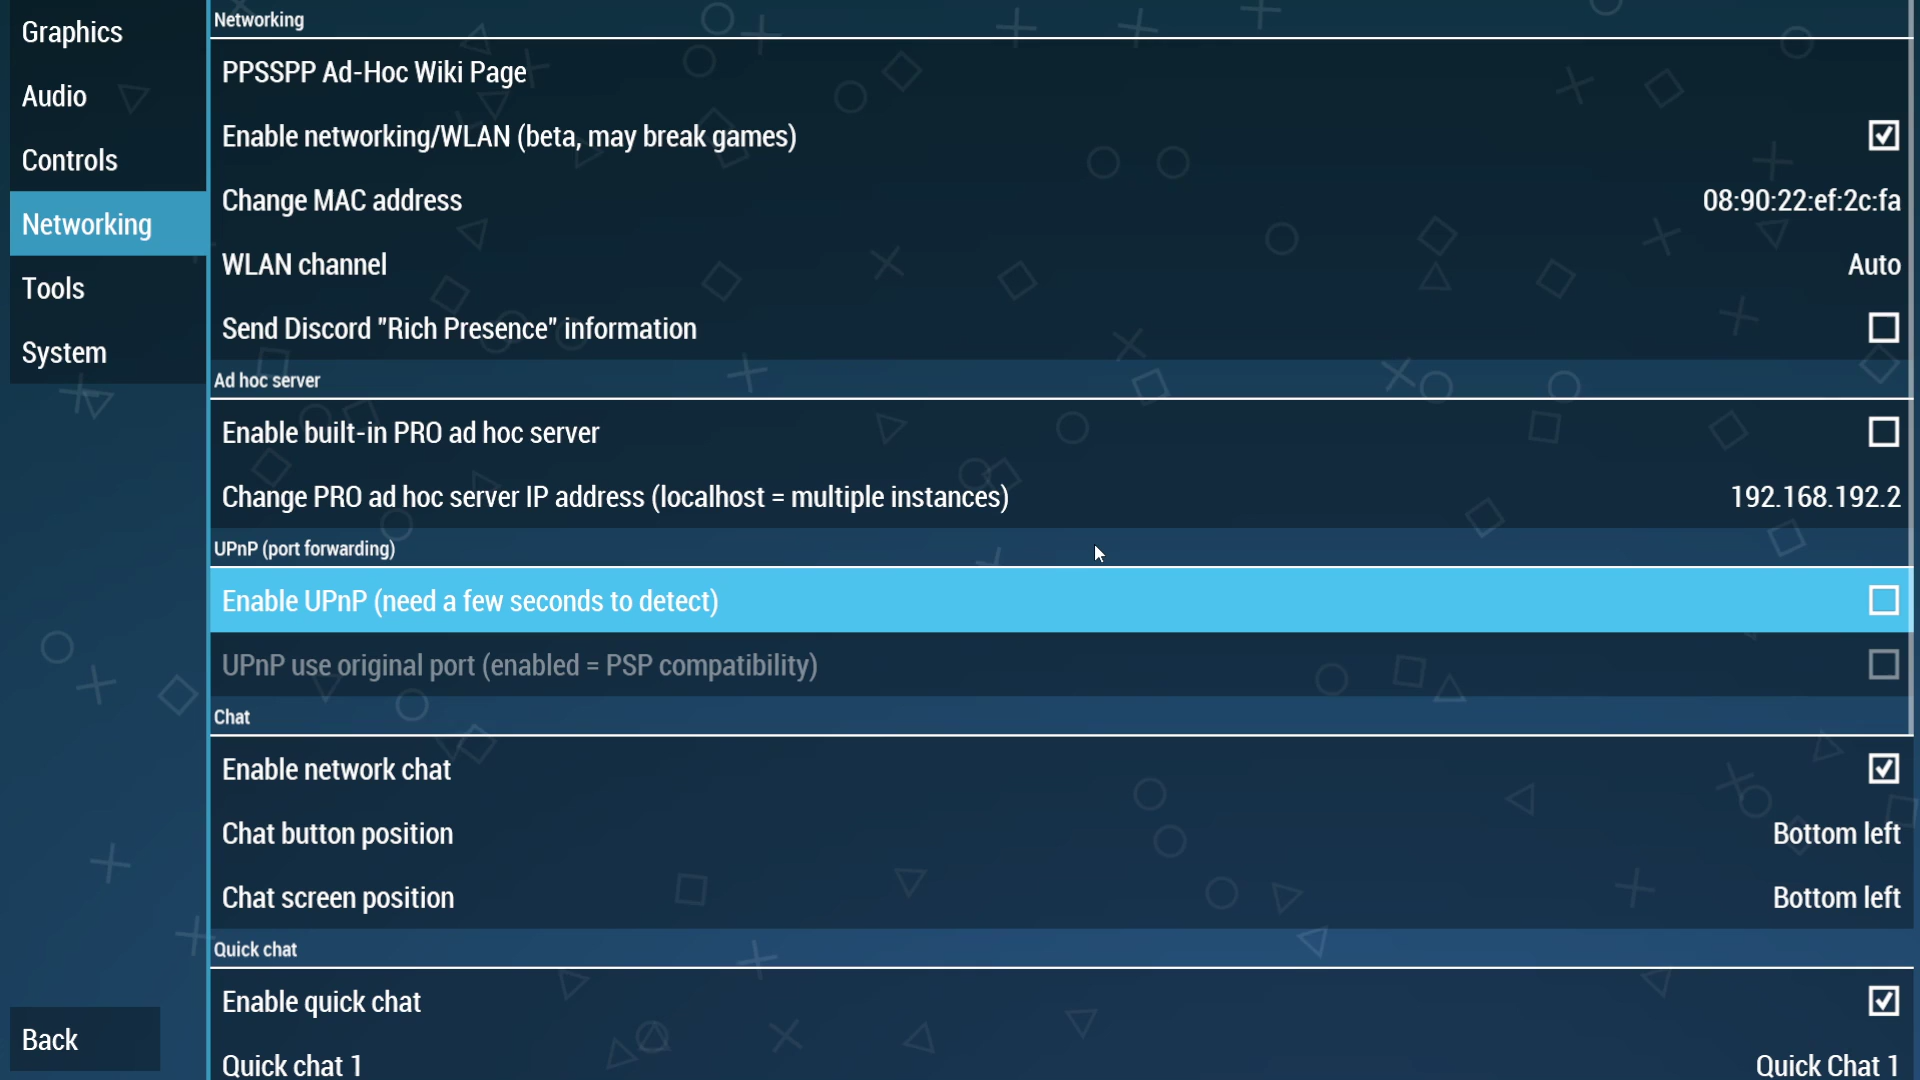 Graphics
Audio
Controls
Networking
Tools
System
Back
Networking
PPSSPP Ad-Hoc Wiki Page
Enable networking/WLAN (beta, may break games)
Change MAC address 08:90:22:ef:2c:fa
WLAN channel Auto
Send Discord "Rich Presence" information
Ad hoc server
Enable built-in PRO ad hoc server
Change PRO ad hoc server IP address (localhost = multiple instances) 192.168.192.2
UPnP (port forwarding)
Enable UPnP (need a few seconds to detect)
UPnP use original port (enabled = PSP compatibility)
Chat
Enable network chat
Chat button position Bottom left
Chat screen position Bottom left
Quick chat
Enable quick chat
Quick chat 1 Quick Chat 1